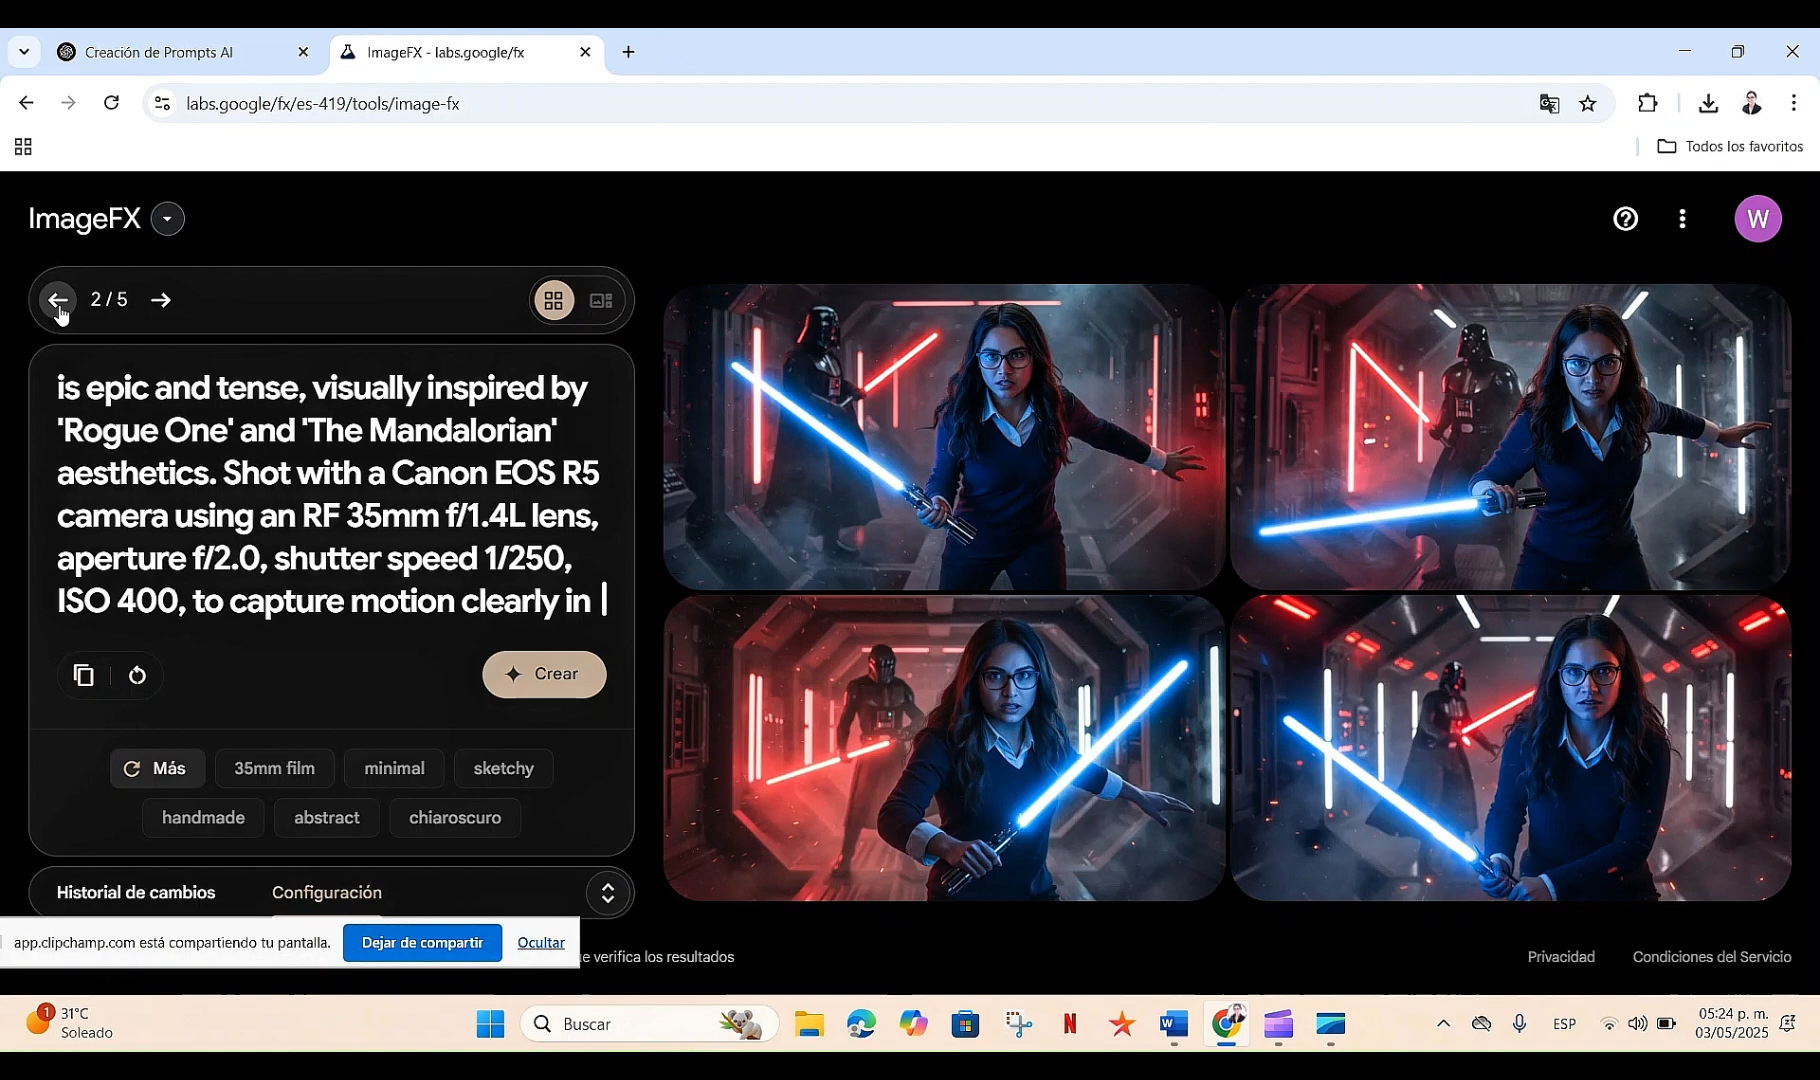 Creación de Prompts AI
ImageFX - labs.google/fx
labs.google/fx/es-419/tools/image-fx
Todos los favoritos
ImageFX
W
2 / 5
is epic and tense, visually inspired by
'Rogue One' and 'The Mandalorian'
aesthetics. Shot with a Canon EOS R5
camera using an RF 35mm f/1.4L lens,
aperture f/2.0, shutter speed 1/250,
ISO 400, to capture motion clearly in
Crear
Más
35mm film
minimal
sketchy
handmade
abstract
chiaroscuro
Historial de cambios
Configuración
app.clipchamp.com está compartiendo tu pantalla.
Dejar de compartir
Ocultar
e verifica los resultados
Privacidad
Condiciones del Servicio
1
31°C
Soleado
Buscar
N
W
ESP
05:24 p. m.
03/05/2025